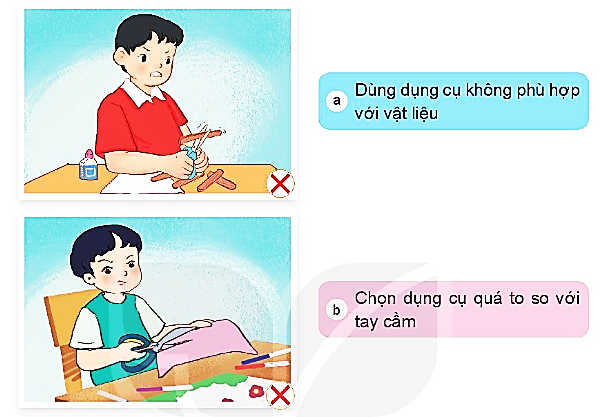 a
Dùng dụng cụ không phù hợp
với vật liệu
b
Chọn dụng cụ quá to so với
tay cầm